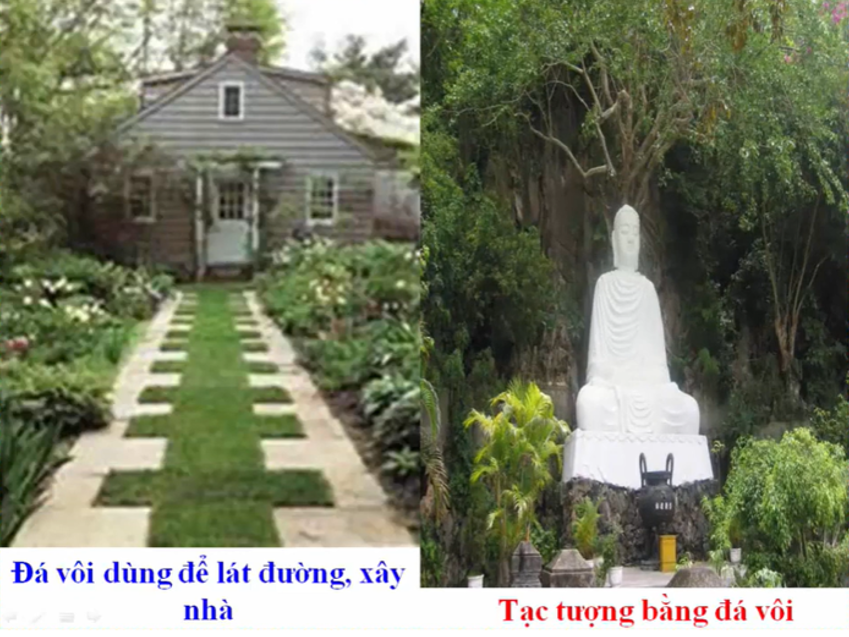 Đá vôi dùng để lát đường, xây
nhà
Tạc tượng bằng đá vôi